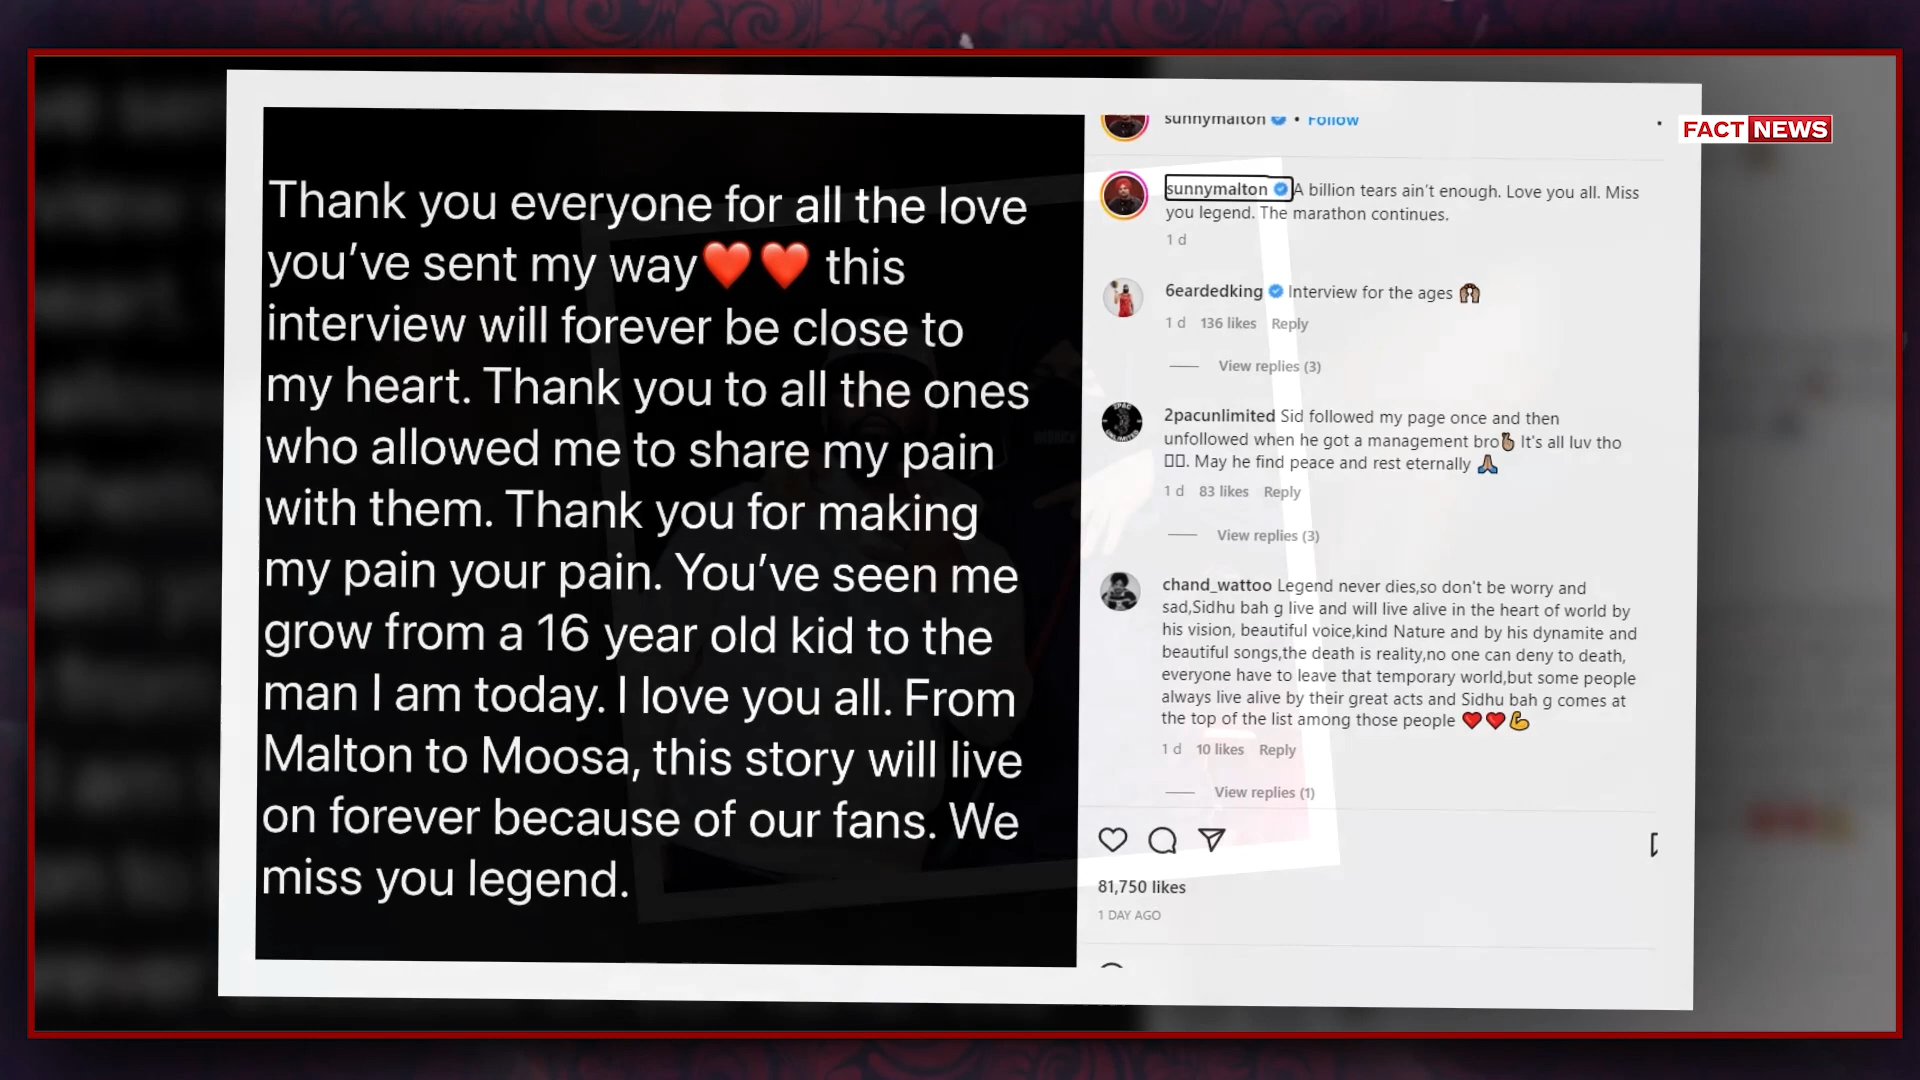 Thank you everyone for all the love
you’ve sent my way❤️❤️ this
interview will forever be close to
my heart. Thank you to all the ones
who allowed me to share my pain
with them. Thank you for making
my pain your pain. You’ve seen me
grow from a 16 year old kid to the
man I am today. I love you all. From
Malton to Moosa, this story will live
on forever because of our fans. We
miss you legend.
sunnymalton • Follow
sunnymalton A billion tears ain’t enough. Love you all. Miss
you legend. The marathon continues.
1 d
6eardedking Interview for the ages 🙌🏽
1 d 136 likes Reply
View replies (3)
2pacunlimited Sid followed my page once and then
unfollowed when he got a management bro🫰🏽 It's all luv tho
▯▯. May he find peace and rest eternally 🙏🏽
1 d 83 likes Reply
View replies (3)
chand_wattoo Legend never dies,so don't be worry and
sad,Sidhu bah g live and will live alive in the heart of world by
his vision, beautiful voice,kind Nature and by his dynamite and
beautiful songs,the death is reality,no one can deny to death,
everyone have to leave that temporary world,but some people
always live alive by their great acts and Sidhu bah g comes at
the top of the list among those people ❤️❤️💪
1 d 10 likes Reply
View replies (1)
81,750 likes
1 DAY AGO
FACT NEWS